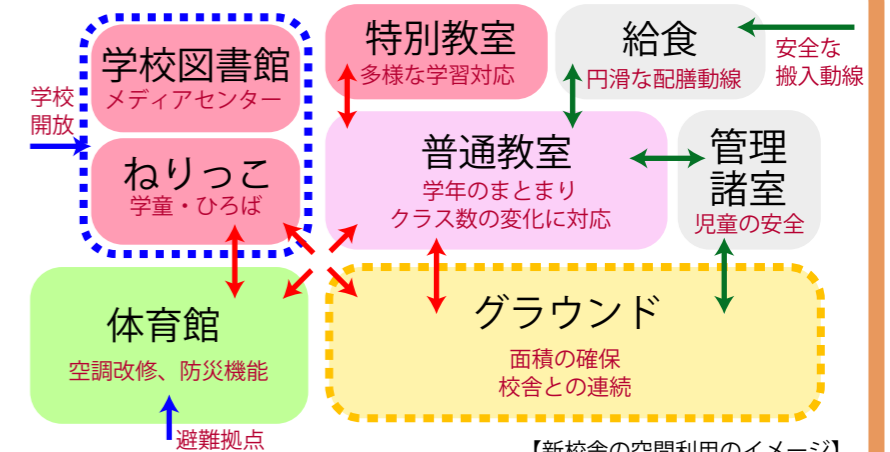 学校図書館
メディアセンター
特別教室
多様な学習対応
給食
円滑な配膳動線
安全な
搬入動線
学校
開放
ねりっこ
学童・ひろば
普通教室
学年のまとまり
クラス数の変化に対応
管理
諸室
児童の安全
体育館
空調改修、防災機能
グラウンド
面積の確保
校舎との連続
避難拠点
【新校舎の空間利用のイメージ】